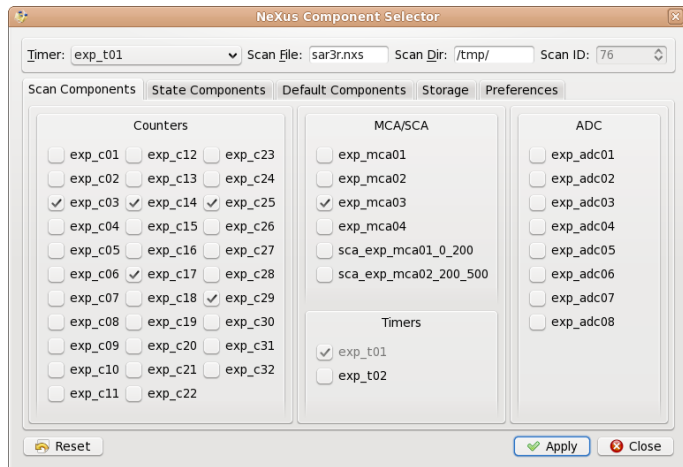 NeXus Component Selector
Timer: exp_t01 Scan File: sar3r.nxs Scan Dir: /tmp/ Scan ID: 76
Scan Components State Components Default Components Storage Preferences
Counters
exp_c01 exp_c12 exp_c23
exp_c02 exp_c13 exp_c24
exp_c03 exp_c14 exp_c25
exp_c04 exp_c15 exp_c26
exp_c05 exp_c16 exp_c27
exp_c06 exp_c17 exp_c28
exp_c07 exp_c18 exp_c29
exp_c08 exp_c19 exp_c30
exp_c09 exp_c20 exp_c31
exp_c10 exp_c21 exp_c32
exp_c11 exp_c22
MCA/SCA
exp_mca01
exp_mca02
exp_mca03
exp_mca04
sca_exp_mca01_0_200
sca_exp_mca02_200_500
Timers
exp_t01
exp_t02
ADC
exp_adc01
exp_adc02
exp_adc03
exp_adc04
exp_adc05
exp_adc06
exp_adc07
exp_adc08
Reset Apply Close